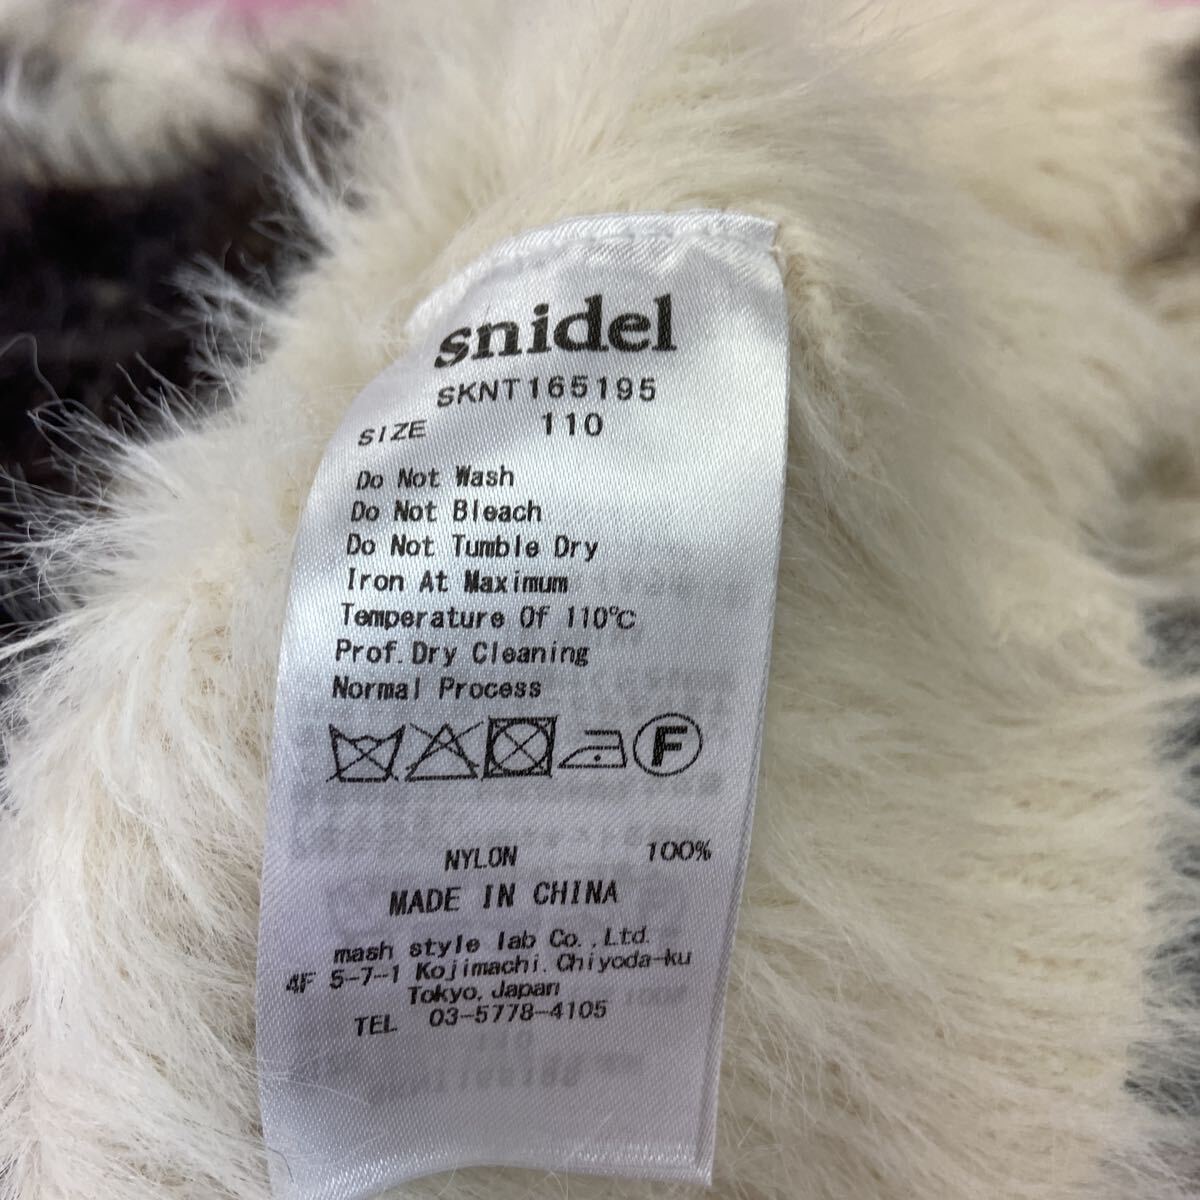 snidel
SKNT165195
SIZE 110
Do Not Wash
Do Not Bleach
Do Not Tumble Dry
Iron At Maximum
Temperature Of 110℃
Prof.Dry Cleaning
Normal Process
F
NYLON 100%
MADE IN CHINA
mash style lab Co.,Ltd.
4F 5-7-1 Kojimachi.Chiyoda-ku
Tokyo,Japan
TEL 03-5778-4105